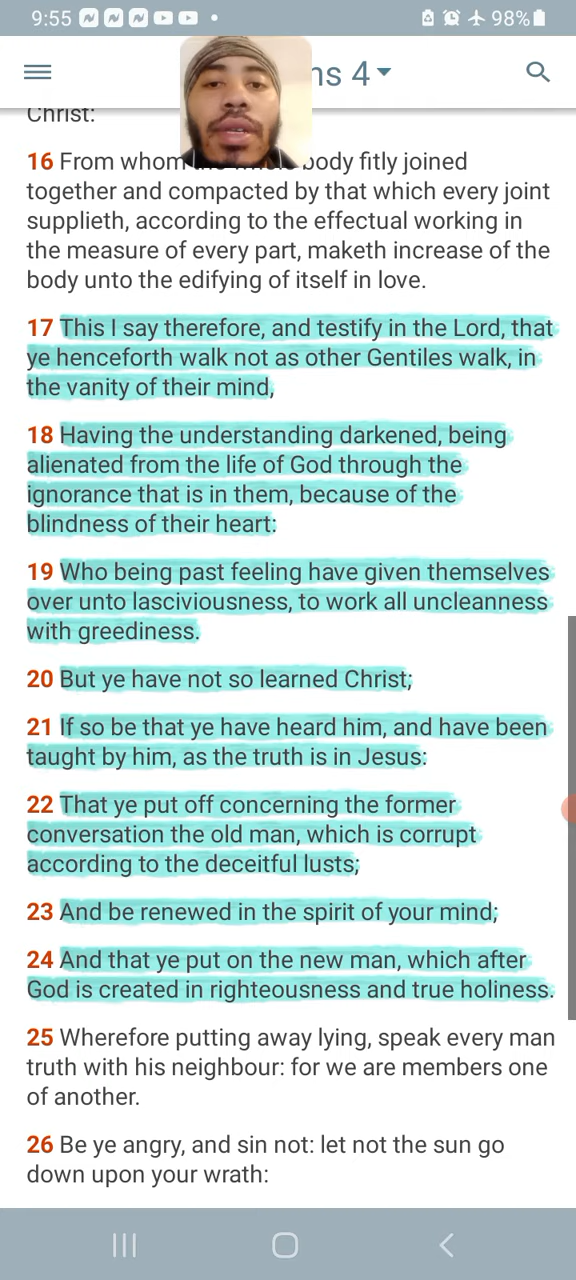 9:55 98%
ns 4
Christ:
16 From whom body fitly joined
together and compacted by that which every joint
supplieth, according to the effectual working in
the measure of every part, maketh increase of the
body unto the edifying of itself in love.
17 This I say therefore, and testify in the Lord, that
ye henceforth walk not as other Gentiles walk, in
the vanity of their mind,
18 Having the understanding darkened, being
alienated from the life of God through the
ignorance that is in them, because of the
blindness of their heart:
19 Who being past feeling have given themselves
over unto lasciviousness, to work all uncleanness
with greediness.
20 But ye have not so learned Christ;
21 If so be that ye have heard him, and have been
taught by him, as the truth is in Jesus:
22 That ye put off concerning the former
conversation the old man, which is corrupt
according to the deceitful lusts;
23 And be renewed in the spirit of your mind;
24 And that ye put on the new man, which after
God is created in righteousness and true holiness.
25 Wherefore putting away lying, speak every man
truth with his neighbour: for we are members one
of another.
26 Be ye angry, and sin not: let not the sun go
down upon your wrath: